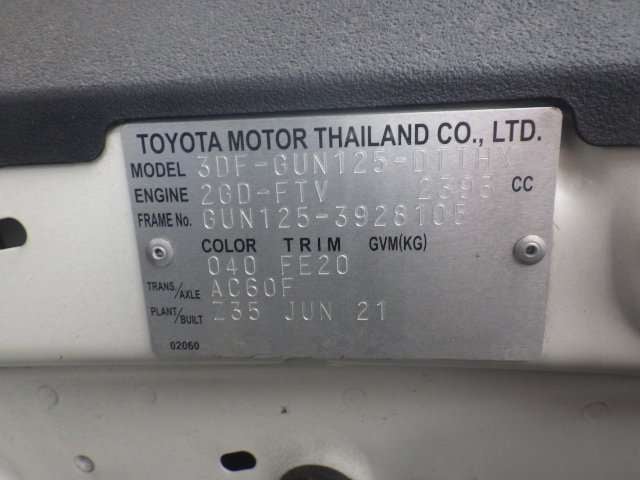 TOYOTA MOTOR THAILAND CO., LTD.
MODEL 3DF-GUN125-DTTHX
ENGINE 2GD-FTV 2393 CC
FRAME No. GUN125-3928105
COLOR TRIM GVM(KG)
040 FE20
TRANS./AXLE AC60F
PLANT/BUILT Z35 JUN 21
02060